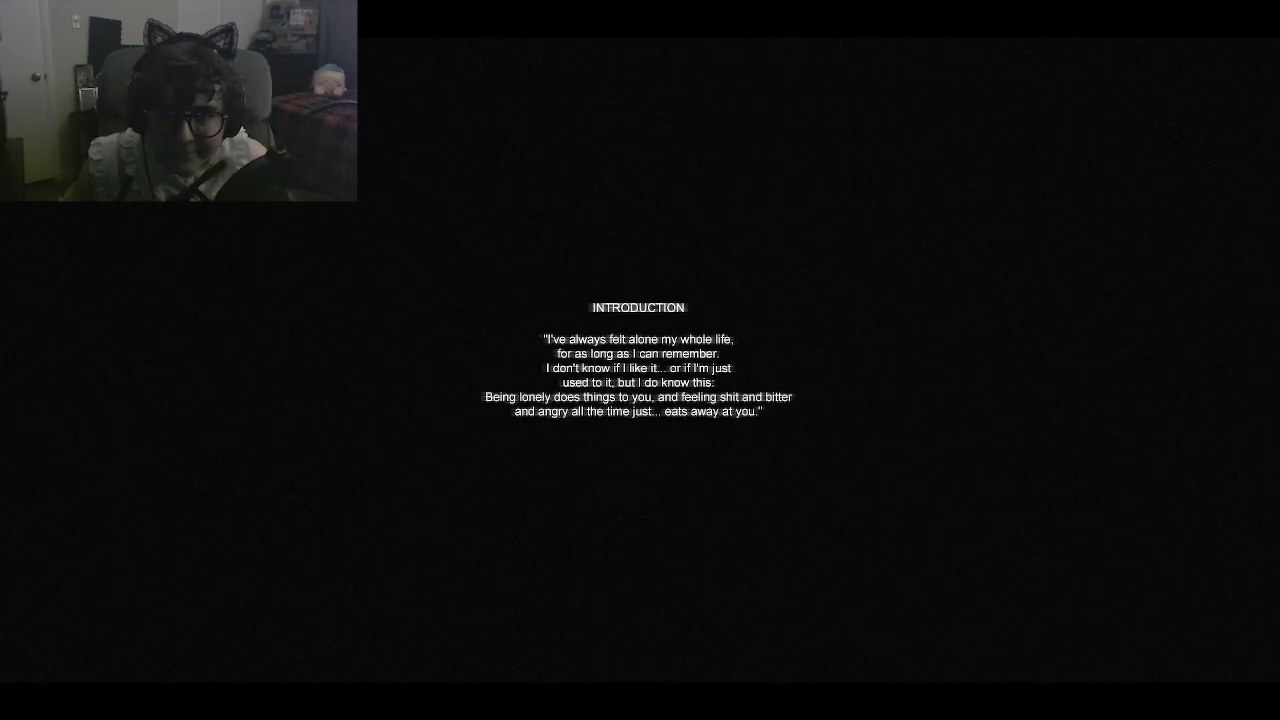 INTRODUCTION
"I've always felt alone my whole life,
for as long as I can remember.
I don't know if I like it... or if I'm just
used to it, but I do know this:
Being lonely does things to you, and feeling shit and bitter
and angry all the time just... eats away at you."